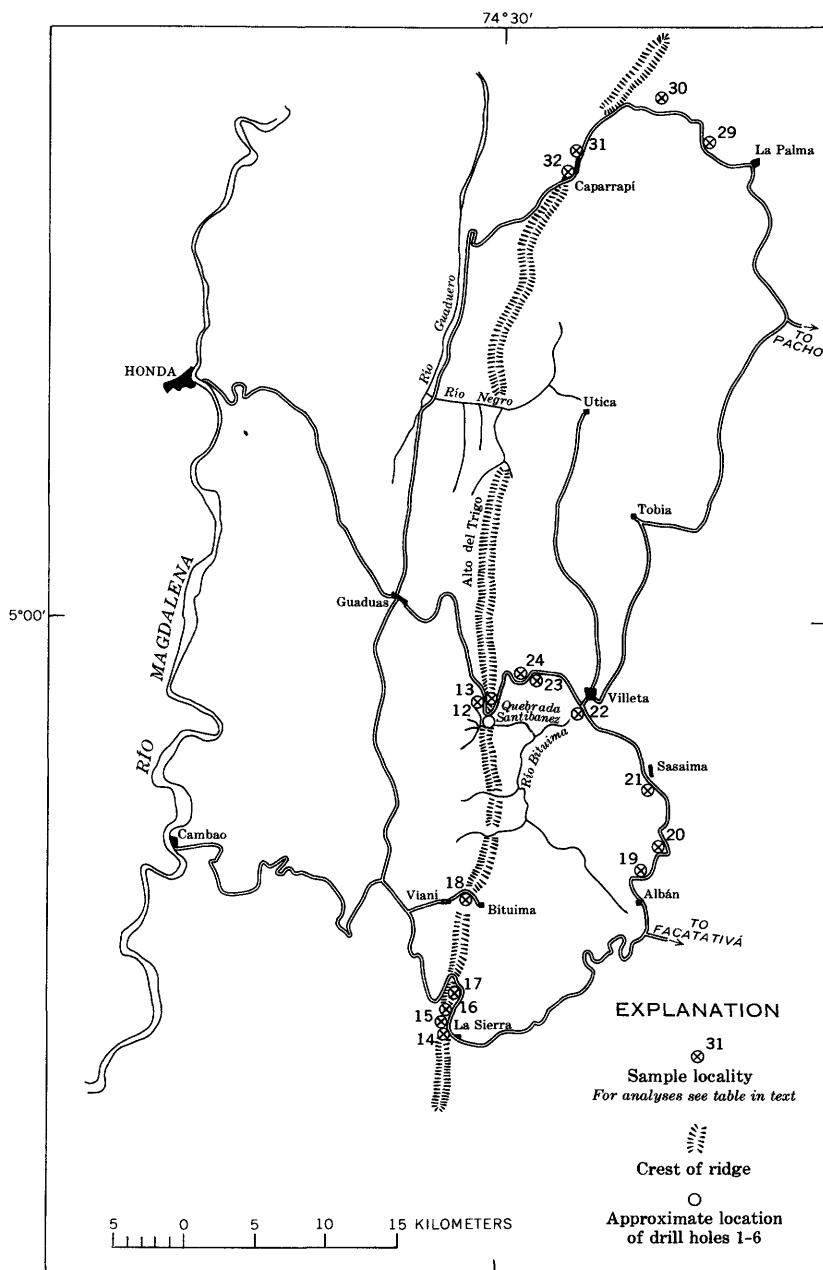 74°30′
30
29
La Palma
31
32
Caparrapí
Río Guaduero
TO
PACHO
HONDA
Río Negro
Utica
Alto del Trigo
Tobia
MAGDALENA
Guaduas
5°00′
24
23
13
12
Quebrada
Santibanez
Villeta
22
Río Bituima
RÍO
Sasaima
21
Cambao
20
19
18
Viani
Bituima
Albán
TO
FACATATIVÁ
17
16
15
14
La Sierra
EXPLANATION
31
Sample locality
For analyses see table in text
Crest of ridge
Approximate location
of drill holes 1-6
5 0 5 10 15 KILOMETERS